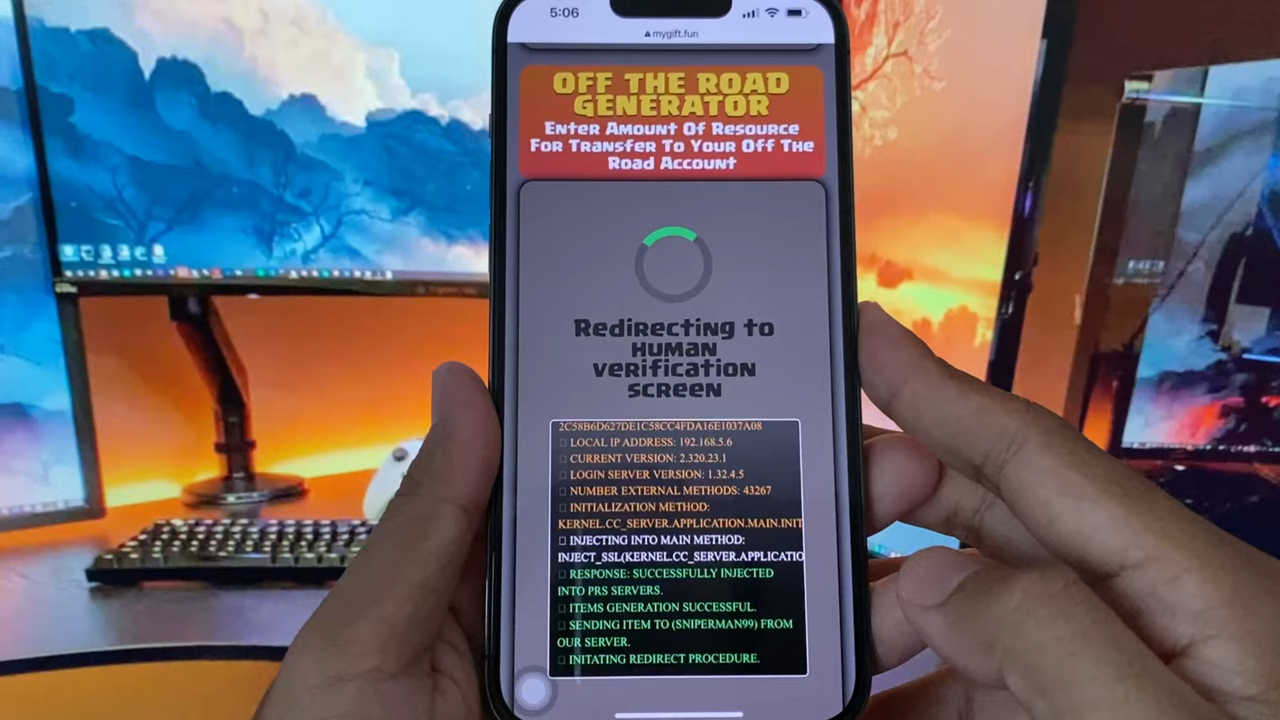 5:06
mygift.fun
OFF THE ROAD
GENERATOR
Enter Amount Of Resource
For Transfer To Your Off The
Road Account
Redirecting to
Human
verification
screen
2C58B6D627DE1C58CC4FDA16E1037A08
LOCAL IP ADDRESS: 192.168.5.6
CURRENT VERSION: 2.320.23.1
LOGIN SERVER VERSION: 1.32.4.5
NUMBER EXTERNAL METHODS: 43267
INITIALIZATION METHOD:
KERNEL.CC_SERVER.APPLICATION.MAIN.INIT
INJECTING INTO MAIN METHOD:
INJECT_SSL(KERNEL.CC_SERVER.APPLICATIO
RESPONSE: SUCCESSFULLY INJECTED
INTO PRS SERVERS.
ITEMS GENERATION SUCCESSFUL.
SENDING ITEM TO (SNIPERMAN99) FROM
OUR SERVER.
INITATING REDIRECT PROCEDURE.